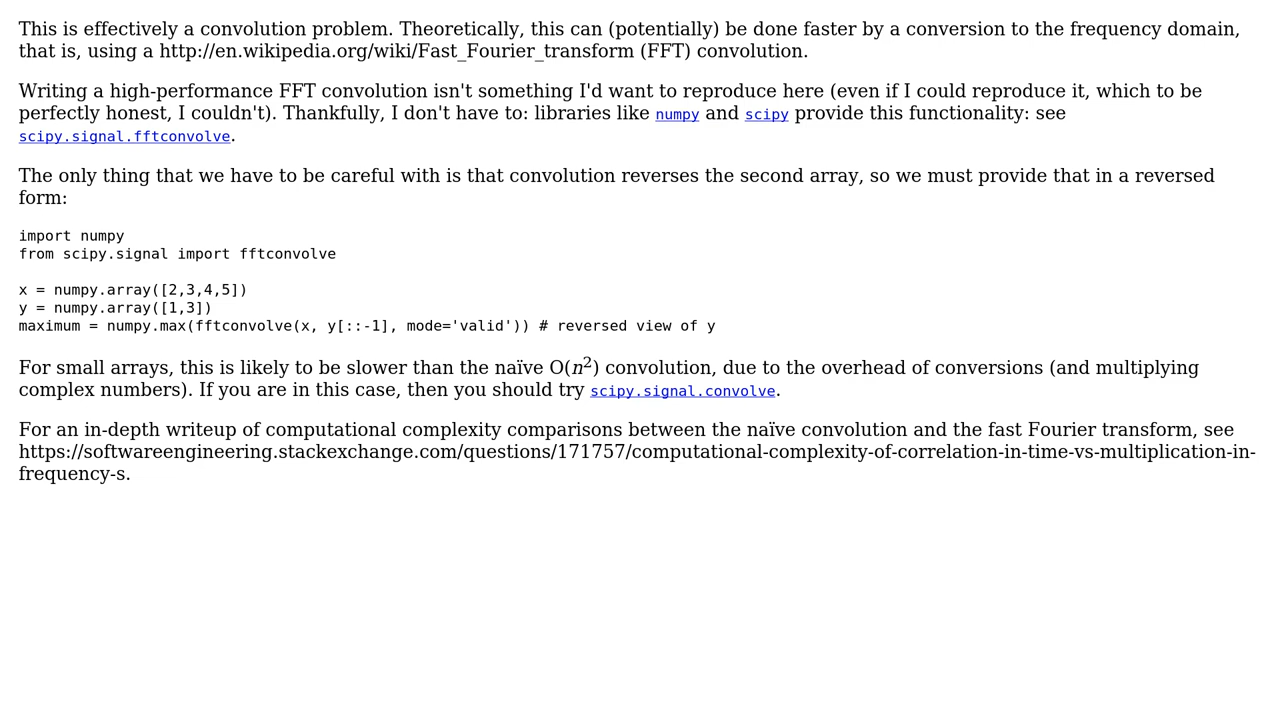 This is effectively a convolution problem. Theoretically, this can (potentially) be done faster by a conversion to the frequency domain,
that is, using a http://en.wikipedia.org/wiki/Fast_Fourier_transform (FFT) convolution.
Writing a high-performance FFT convolution isn't something I'd want to reproduce here (even if I could reproduce it, which to be
perfectly honest, I couldn't). Thankfully, I don't have to: libraries like numpy and scipy provide this functionality: see
scipy.signal.fftconvolve.
The only thing that we have to be careful with is that convolution reverses the second array, so we must provide that in a reversed
form:
import numpy
from scipy.signal import fftconvolve
x = numpy.array([2,3,4,5])
y = numpy.array([1,3])
maximum = numpy.max(fftconvolve(x, y[::-1], mode='valid')) # reversed view of y
For small arrays, this is likely to be slower than the naïve O(n²) convolution, due to the overhead of conversions (and multiplying
complex numbers). If you are in this case, then you should try scipy.signal.convolve.
For an in-depth writeup of computational complexity comparisons between the naïve convolution and the fast Fourier transform, see
https://softwareengineering.stackexchange.com/questions/171757/computational-complexity-of-correlation-in-time-vs-multiplication-in-
frequency-s.